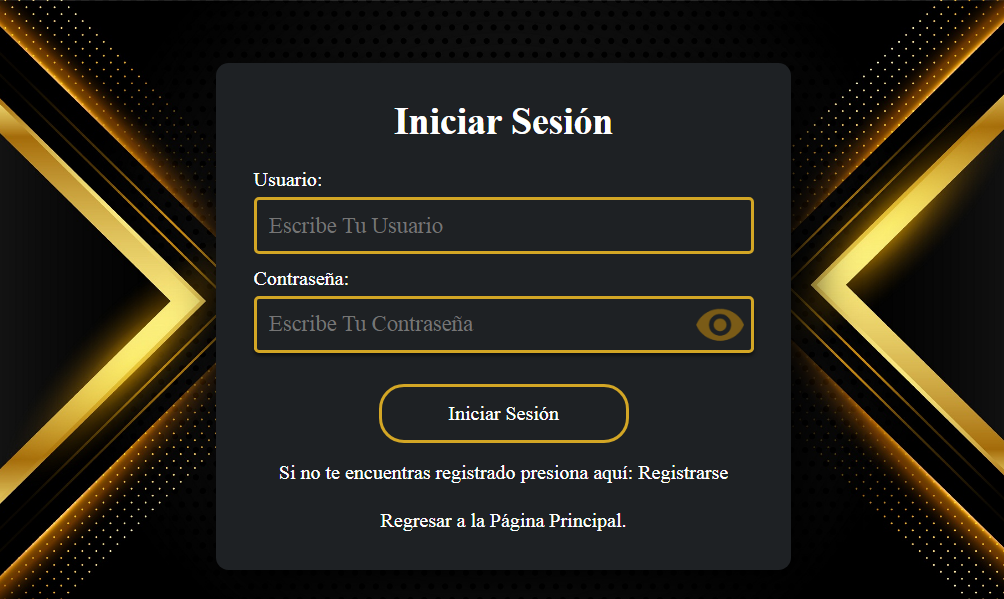 Iniciar Sesión
Usuario:
Escribe Tu Usuario
Contraseña:
Escribe Tu Contraseña
Iniciar Sesión
Si no te encuentras registrado presiona aquí: Registrarse
Regresar a la Página Principal.